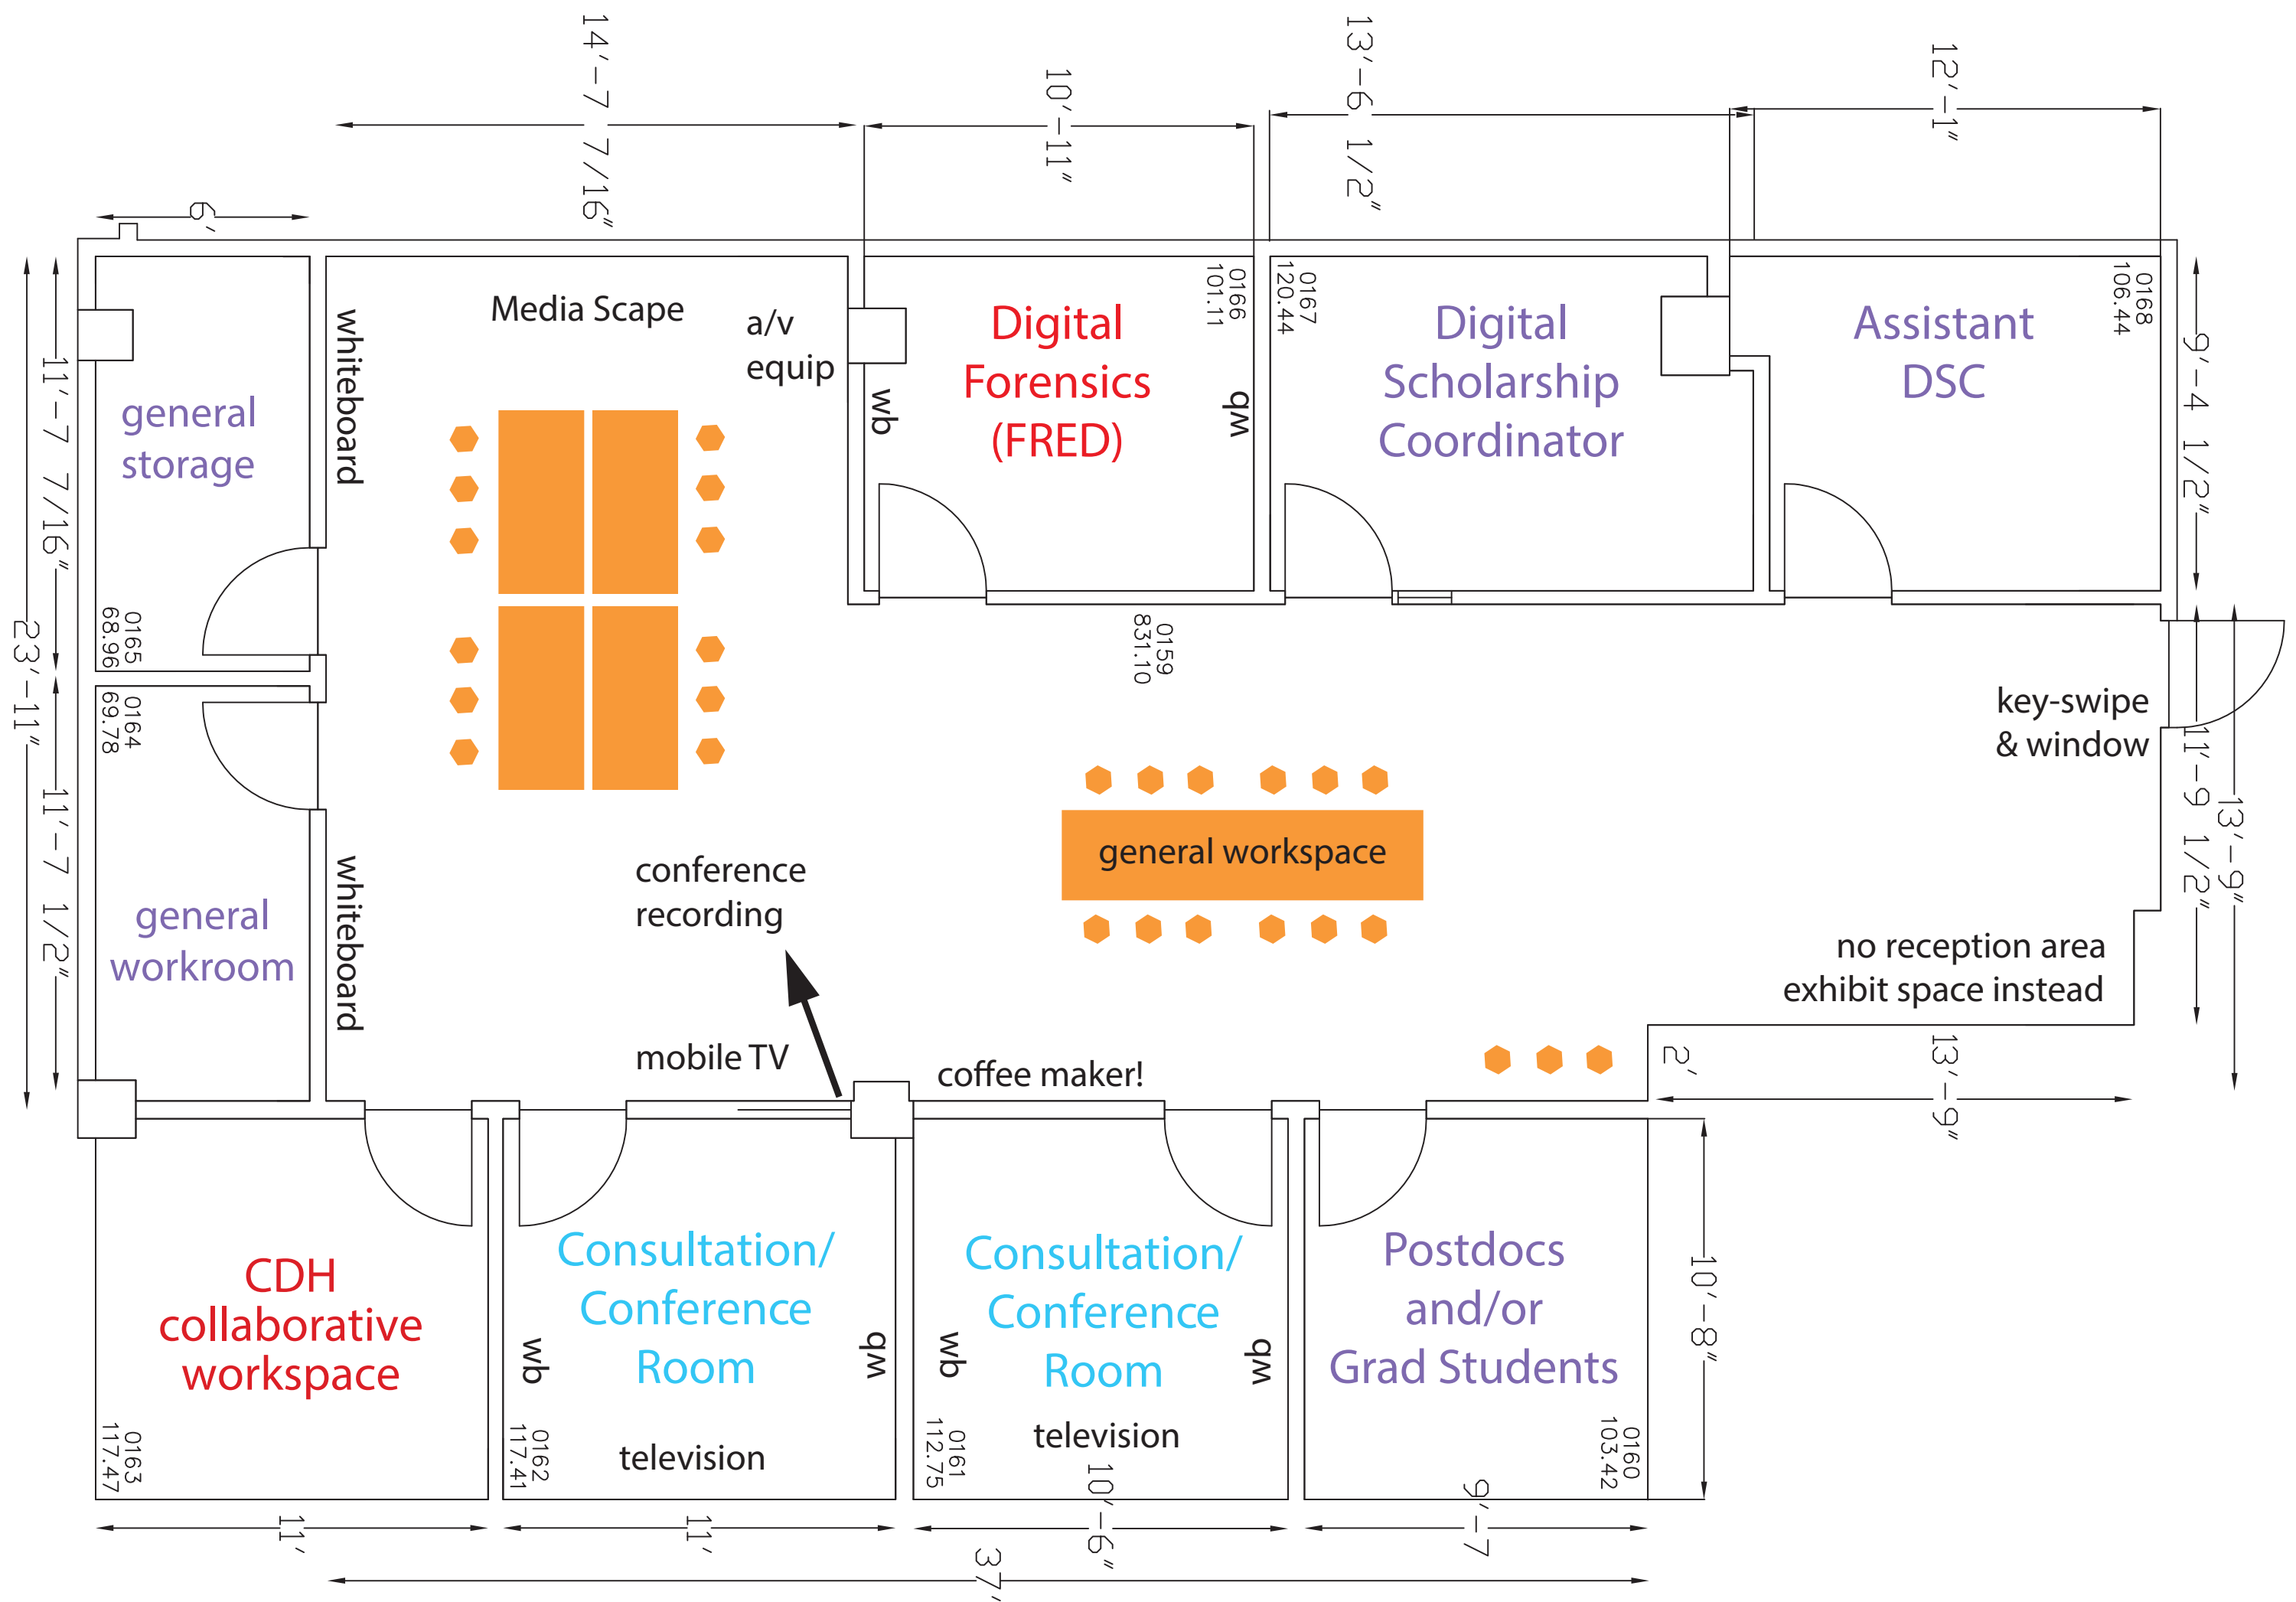 14'-7 7/16"
10'-11"
13'-6 1/2"
12'-1"
6'
Media Scape
a/v
equip
whiteboard
general
storage
0165
68.96
Digital
Forensics
(FRED)
wb
wb
0166
101.11
Digital
Scholarship
Coordinator
0167
120.44
Assistant
DSC
0168
106.44
9'-4 1/2"
11'-7 7/16"
23'-11"
11'-7 1/2"
0159
831.10
0164
69.78
general
workroom
whiteboard
key-swipe
& window
11'-9 1/2"
13'-9"
general workspace
conference
recording
no reception area
exhibit space instead
mobile TV
coffee maker!
2'
13'-9"
CDH
collaborative
workspace
0163
117.47
Consultation/
Conference
Room
wb
wb
television
0162
117.41
Consultation/
Conference
Room
wb
wb
television
0161
112.75
Postdocs
and/or
Grad Students
0160
103.42
10'-8"
11'
11'
10'-6"
9'-7
37'